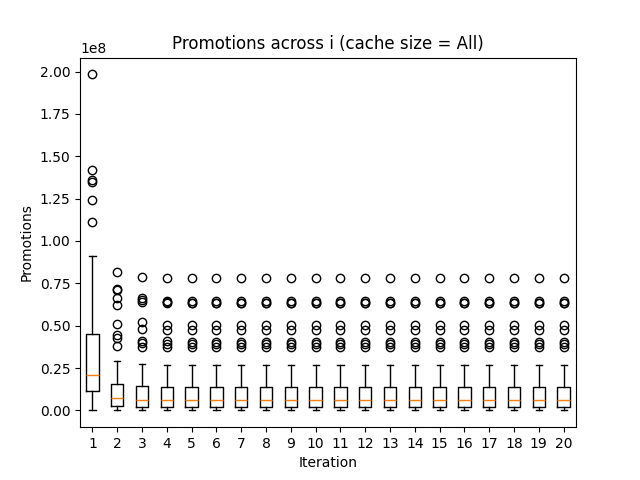 Promotions across i (cache size = All)
1e8
2.00
1.75
1.50
1.25
1.00
0.75
0.50
0.25
0.00
Promotions
1 2 3 4 5 6 7 8 9 10 11 12 13 14 15 16 17 18 19 20
Iteration